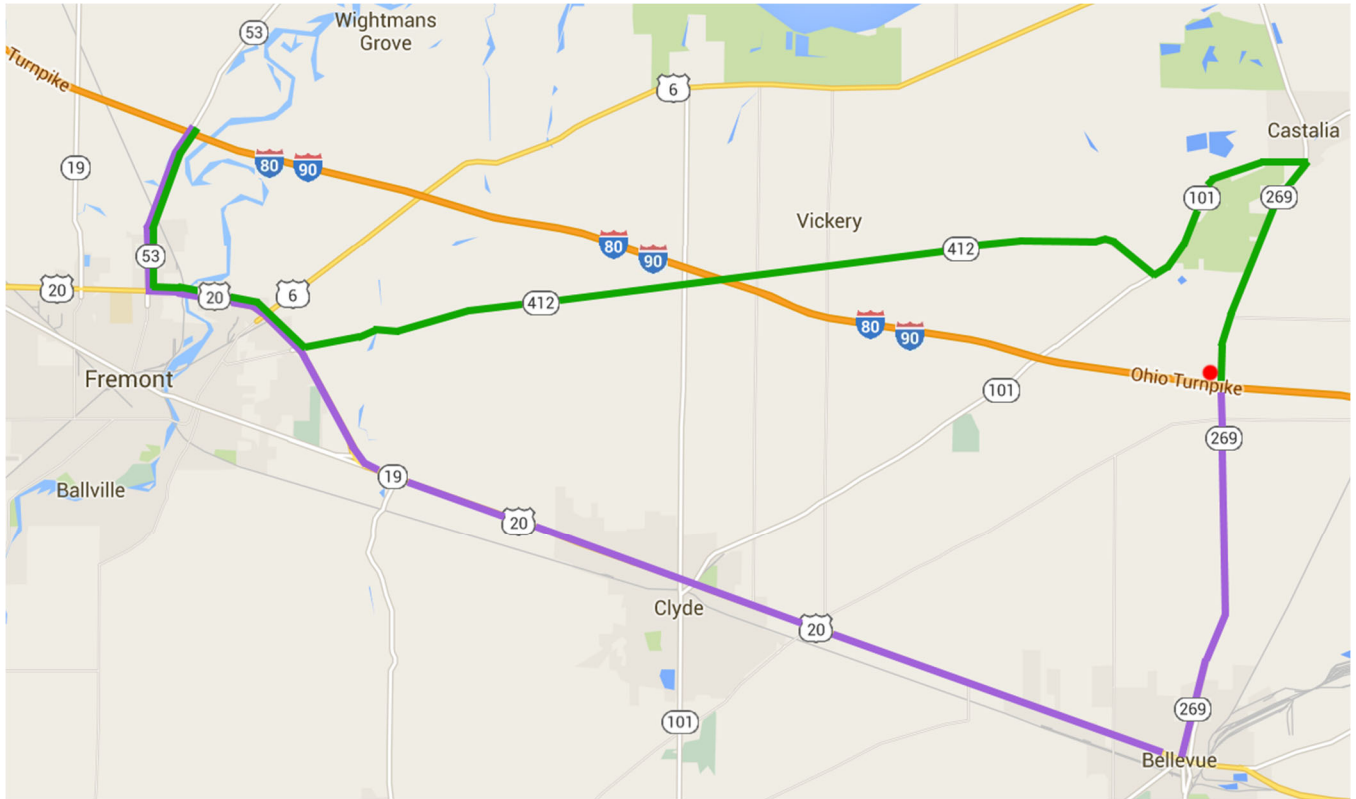 Wightmans
Grove
53
Turnpike
6
Castalia
19
80
90
101
269
Vickery
53
80
90
412
20
20
6
412
80
90
Fremont
Ohio Turnpike
101
269
19
Ballville
20
Clyde
20
269
101
Bellevue